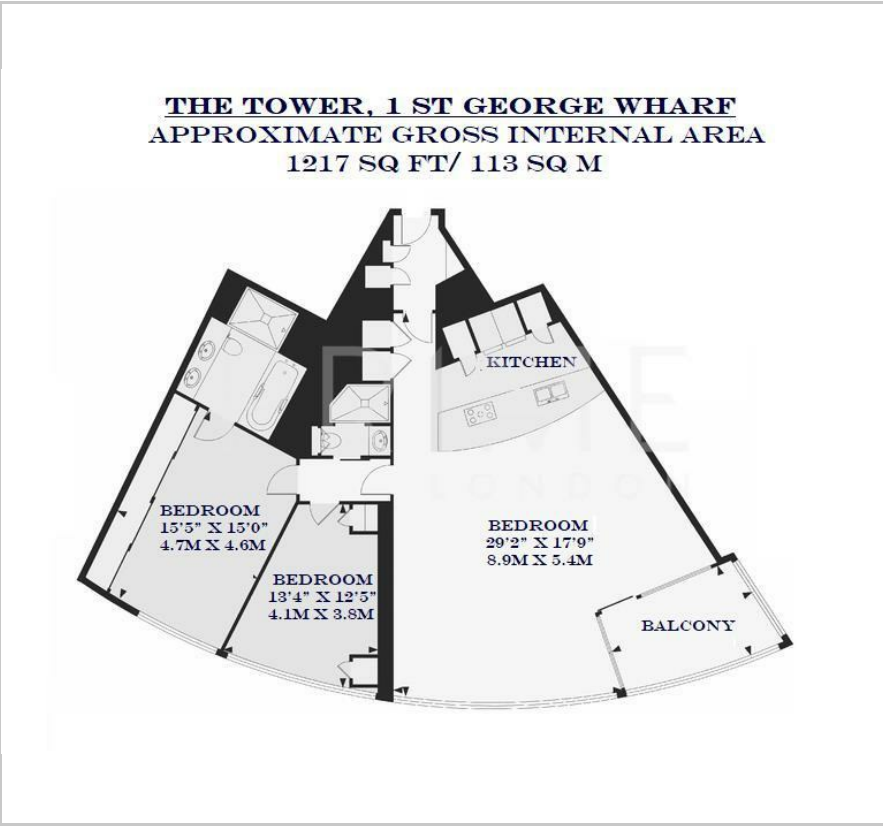 THE TOWER, 1 ST GEORGE WHARF
APPROXIMATE GROSS INTERNAL AREA
1217 SQ FT/ 113 SQ M
KITCHEN
BEDROOM
15'5" X 15'0"
4.7M X 4.6M
BEDROOM
13'4" X 12'5"
4.1M X 3.8M
BEDROOM
29'2" X 17'9"
8.9M X 5.4M
BALCONY
LONDON